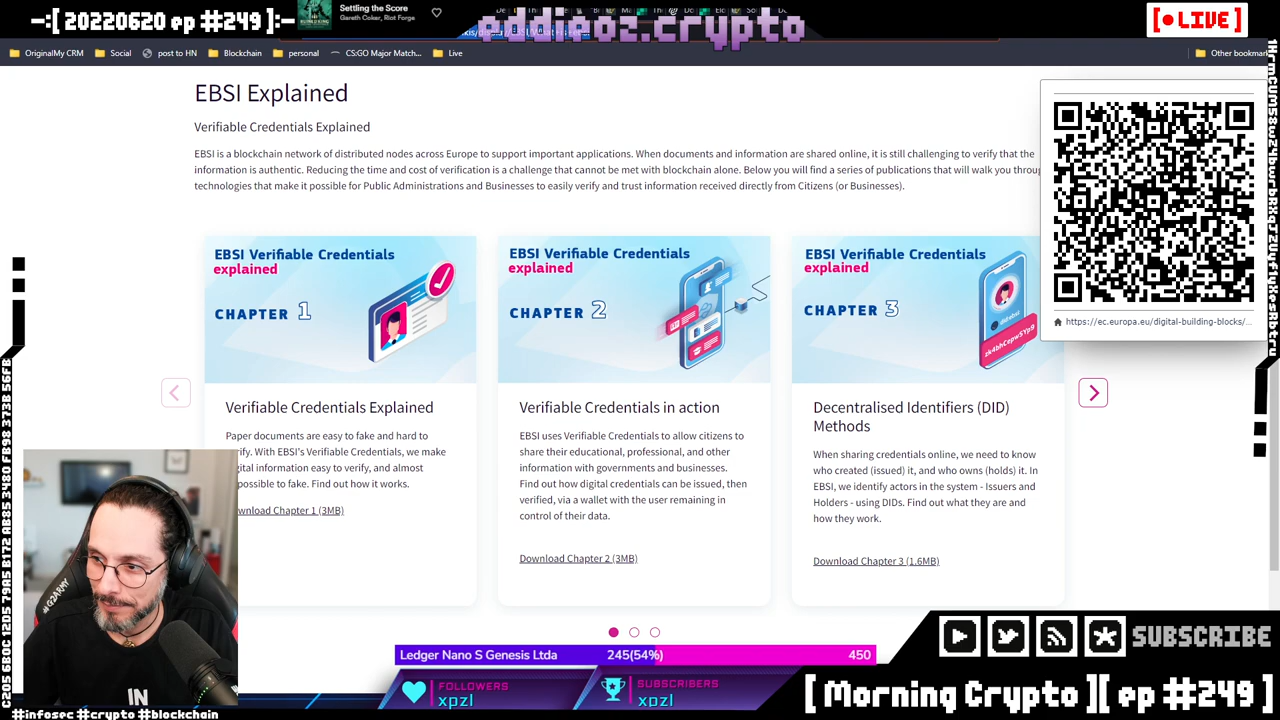 -:[ 20220620 ep #249 ]:-
Settling the Score
Gareth Coker, Riot Forge
eddieoz.crypto
[ • LIVE ]
OriginalMy CRM
Social
post to HN
Blockchain
personal
CS:GO Major Match...
Live
Other bookmar
EBSI Explained
Verifiable Credentials Explained
EBSI is a blockchain network of distributed nodes across Europe to support important applications. When documents and information are shared online, it is still challenging to verify that the
information is authentic. Reducing the time and cost of verification is a challenge that cannot be met with blockchain alone. Below you will find a series of publications that will walk you throu
technologies that make it possible for Public Administrations and Businesses to easily verify and trust information received directly from Citizens (or Businesses).
https://ec.europa.eu/digital-building-blocks/...
EBSI Verifiable Credentials
explained
CHAPTER 1
Verifiable Credentials Explained
Paper documents are easy to fake and hard to
rify. With EBSI's Verifiable Credentials, we make
gital information easy to verify, and almost
possible to fake. Find out how it works.
wnload Chapter 1 (3MB)
EBSI Verifiable Credentials
explained
CHAPTER 2
Verifiable Credentials in action
EBSI uses Verifiable Credentials to allow citizens to
share their educational, professional, and other
information with governments and businesses.
Find out how digital credentials can be issued, then
verified, via a wallet with the user remaining in
control of their data.
Download Chapter 2 (3MB)
EBSI Verifiable Credentials
explained
CHAPTER 3
did:ebsi:
zk4bhCepwSYp9
Decentralised Identifiers (DID)
Methods
When sharing credentials online, we need to know
who created (issued) it, and who owns (holds) it. In
EBSI, we identify actors in the system - Issuers and
Holders - using DIDs. Find out what they are and
how they work.
Download Chapter 3 (1.6MB)
#G2ARMY
IN
Ledger Nano S Genesis Ltda 245(54%) 450
FOLLOWERS
xpzl
SUBSCRIBERS
xpzl
SUBSCRIBE
[ Morning Crypto ][ ep #249 ]
#infosec #crypto #blockchain